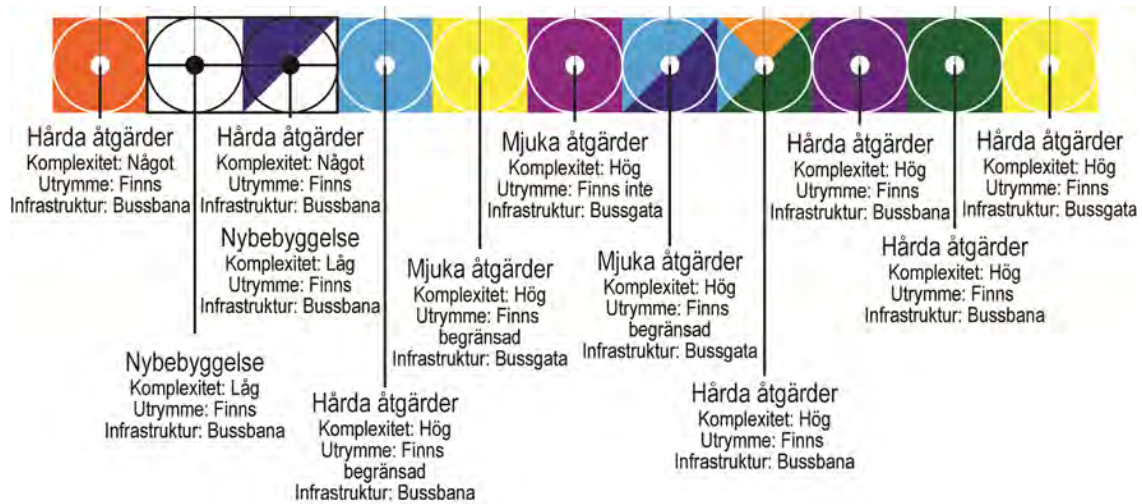 Hårda åtgärder
Komplexitet: Något
Utrymme: Finns
Infrastruktur: Bussbana
Nybebyggelse
Komplexitet: Låg
Utrymme: Finns
Infrastruktur: Bussbana
Hårda åtgärder
Komplexitet: Något
Utrymme: Finns
Infrastruktur: Bussbana
Nybebyggelse
Komplexitet: Låg
Utrymme: Finns
Infrastruktur: Bussbana
Hårda åtgärder
Komplexitet: Hög
Utrymme: Finns
begränsad
Infrastruktur: Bussbana
Mjuka åtgärder
Komplexitet: Hög
Utrymme: Finns
begränsad
Infrastruktur: Bussgata
Mjuka åtgärder
Komplexitet: Hög
Utrymme: Finns inte
Infrastruktur: Bussgata
Mjuka åtgärder
Komplexitet: Hög
Utrymme: Finns
begränsad
Infrastruktur: Bussgata
Hårda åtgärder
Komplexitet: Hög
Utrymme: Finns
Infrastruktur: Bussbana
Hårda åtgärder
Komplexitet: Hög
Utrymme: Finns
Infrastruktur: Bussbana
Hårda åtgärder
Komplexitet: Hög
Utrymme: Finns
Infrastruktur: Bussbana
Hårda åtgärder
Komplexitet: Hög
Utrymme: Finns
Infrastruktur: Bussgata